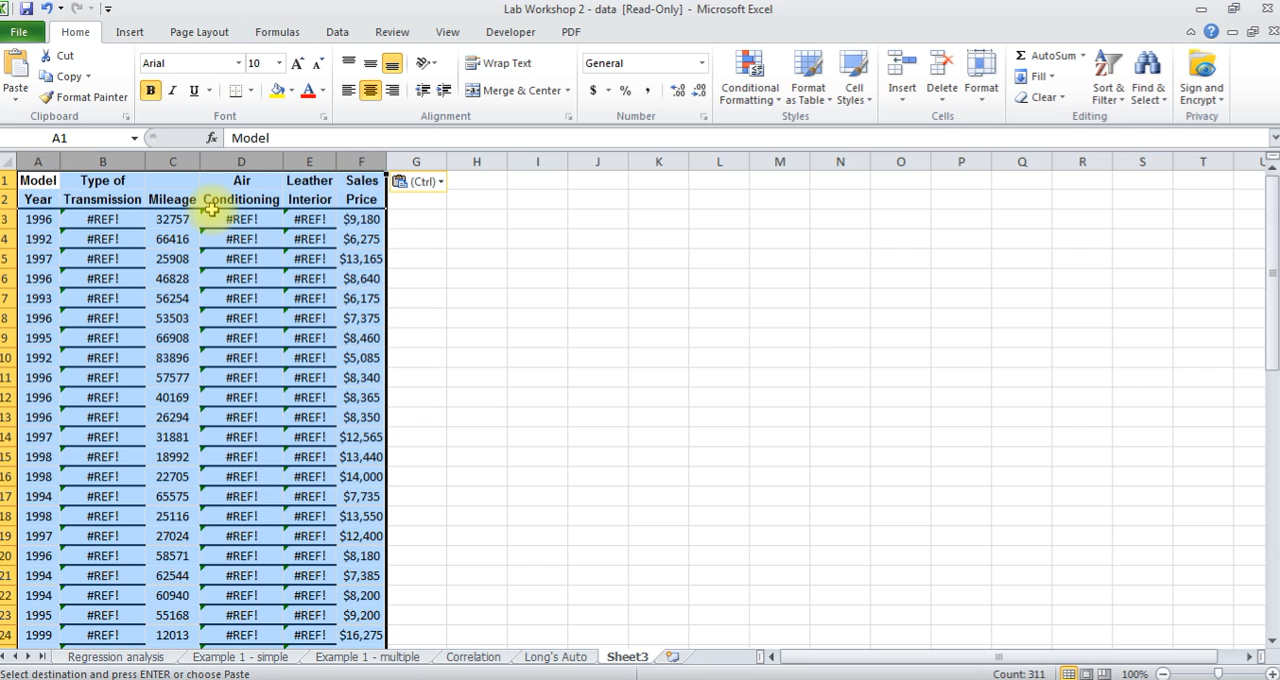 Lab Workshop 2 - data [Read-Only] - Microsoft Excel
File Home Insert Page Layout Formulas Data Review View Developer PDF
Paste Cut Copy Format Painter
Arial 10 A A B I U A
Wrap Text Merge & Center
General $ % , .0 .00 .00 .0
Conditional Formatting Format as Table Cell Styles
Insert Delete Format
Σ AutoSum Fill Clear Sort & Filter Find & Select
Sign and Encrypt
Clipboard Font Alignment Number Styles Cells Editing Privacy
A1 fx Model
A B C D E F G H I J K L M N O P Q R S T U
1 Model Type of Air Leather Sales (Ctrl)
2 Year Transmission Mileage Conditioning Interior Price
3 1996 #REF! 32757 #REF! #REF! $9,180
4 1992 #REF! 66416 #REF! #REF! $6,275
5 1997 #REF! 25908 #REF! #REF! $13,165
6 1996 #REF! 46828 #REF! #REF! $8,640
7 1993 #REF! 56254 #REF! #REF! $6,175
8 1996 #REF! 53503 #REF! #REF! $7,375
9 1995 #REF! 66908 #REF! #REF! $8,460
10 1992 #REF! 83896 #REF! #REF! $5,085
11 1996 #REF! 57577 #REF! #REF! $8,340
12 1996 #REF! 40169 #REF! #REF! $8,365
13 1996 #REF! 26294 #REF! #REF! $8,350
14 1997 #REF! 31881 #REF! #REF! $12,565
15 1998 #REF! 18992 #REF! #REF! $13,440
16 1998 #REF! 22705 #REF! #REF! $14,000
17 1994 #REF! 65575 #REF! #REF! $7,735
18 1998 #REF! 25116 #REF! #REF! $13,550
19 1997 #REF! 27024 #REF! #REF! $12,400
20 1996 #REF! 58571 #REF! #REF! $8,180
21 1994 #REF! 62544 #REF! #REF! $7,385
22 1994 #REF! 60940 #REF! #REF! $8,200
23 1995 #REF! 55168 #REF! #REF! $9,200
24 1999 #REF! 12013 #REF! #REF! $16,275
Regression analysis Example 1 - simple Example 1 - multiple Correlation Long's Auto Sheet3
Select destination and press ENTER or choose Paste Count: 311 100%